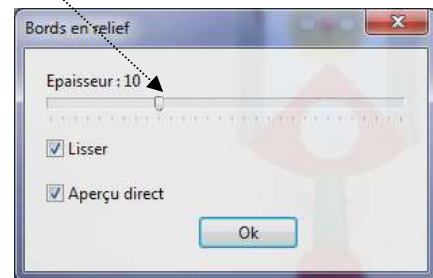 Bords en relief
Epaisseur : 10
Lisser
Aperçu direct
Ok